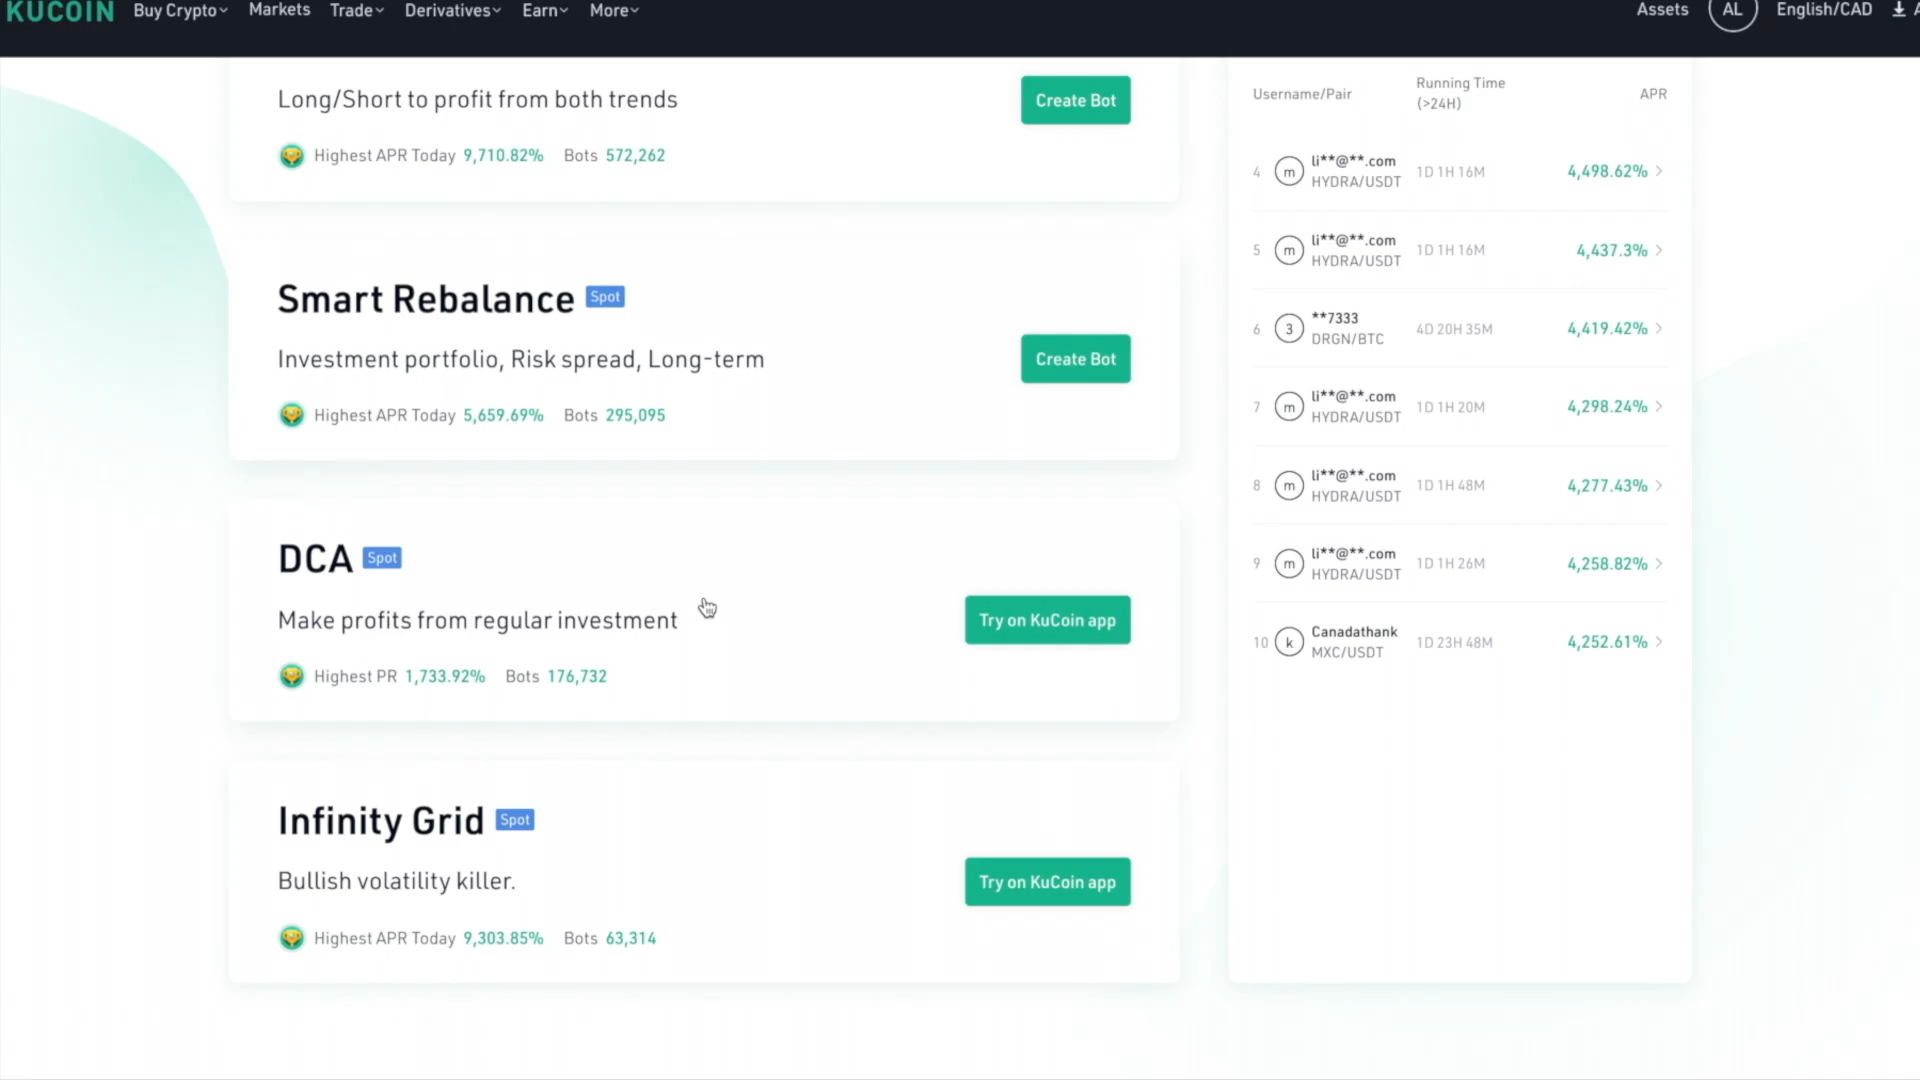 KUCOIN Buy Crypto Markets Trade Derivatives Earn More Assets AL English/CAD
Long/Short to profit from both trends
Create Bot
Highest APR Today 9,710.82% Bots 572,262
Smart Rebalance Spot
Investment portfolio, Risk spread, Long-term
Create Bot
Highest APR Today 5,659.69% Bots 295,095
DCA Spot
Make profits from regular investment
Try on KuCoin app
Highest PR 1,733.92% Bots 176,732
Infinity Grid Spot
Bullish volatility killer.
Try on KuCoin app
Highest APR Today 9,303.85% Bots 63,314
Username/Pair Running Time APR
(>24H)
4 m li**@**.com 1D 1H 16M 4,498.62%
HYDRA/USDT
5 m li**@**.com 1D 1H 16M 4,437.3%
HYDRA/USDT
6 3 **7333 4D 20H 35M 4,419.42%
DRGN/BTC
7 m li**@**.com 1D 1H 20M 4,298.24%
HYDRA/USDT
8 m li**@**.com 1D 1H 48M 4,277.43%
HYDRA/USDT
9 m li**@**.com 1D 1H 26M 4,258.82%
HYDRA/USDT
10 k Canadathank 1D 23H 48M 4,252.61%
MXC/USDT